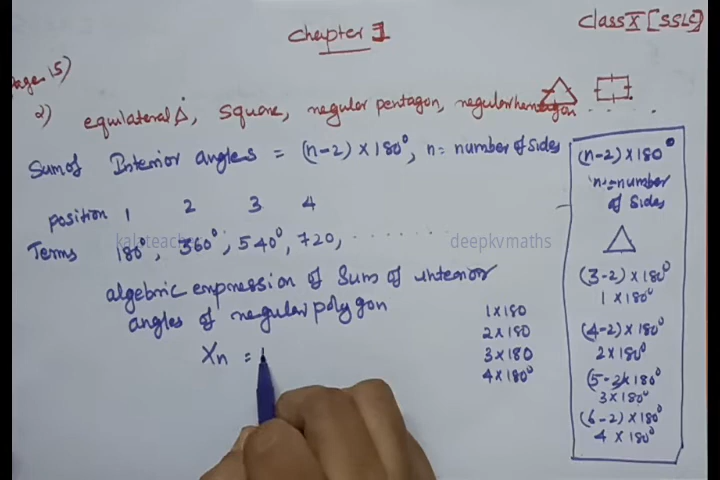 Chapter 1
Class X [SSLC]
Page 15)
2) equilateral Δ, square, regular pentagon, regular hexagon . . . .
Sum of Interior angles = (n-2) × 180°, n = number of sides
position 1 2 3 4
Terms 180°, 360°, 540°, 720, . . . . . . . .
deepkvmaths
algebric expression of Sum of interior
angles of regular polygon
Xn =
1×180
2×180
3×180
4×180°
(n-2)×180°
n=number
of sides
(3-2)×180°
1×180°
(4-2)×180°
2×180°
(5-2)×180°
3×180°
(6-2)×180°
4×180°